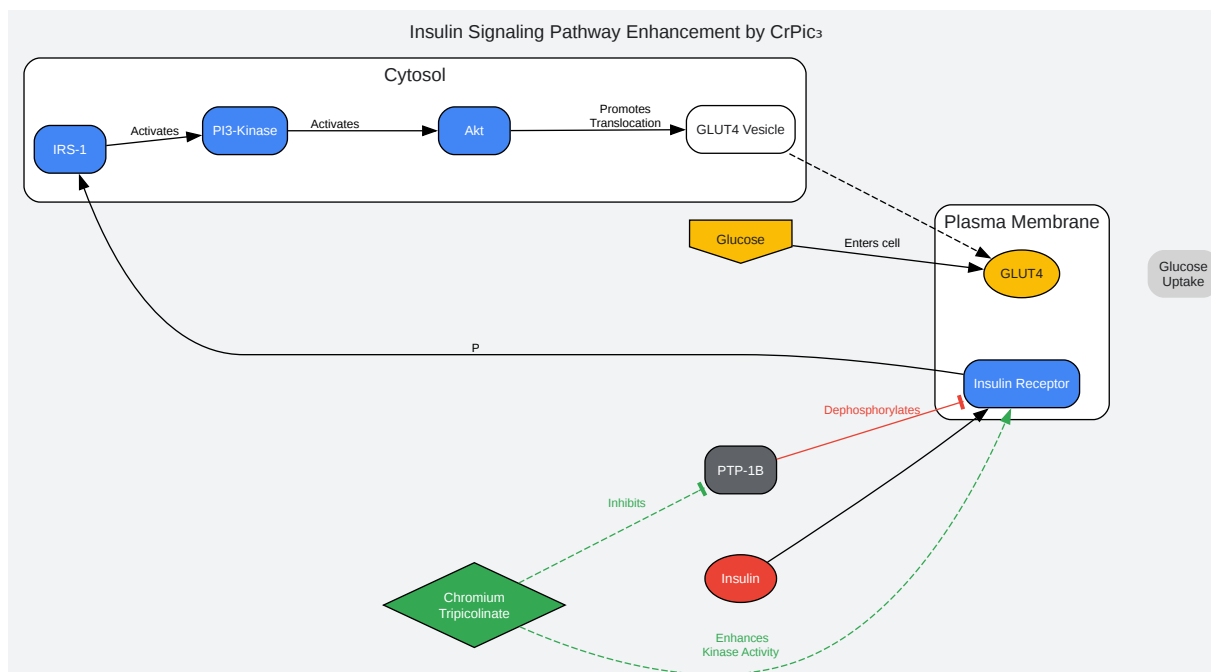 Insulin Signaling Pathway Enhancement by CrPic₃
Cytosol
IRS-1
Activates
PI3-Kinase
Activates
Akt
Promotes
Translocation
GLUT4 Vesicle
Glucose
Enters cell
Plasma Membrane
GLUT4
Glucose
Uptake
P
Insulin Receptor
Dephosphorylates
PTP-1B
Inhibits
Insulin
Chromium
Tripicolinate
Enhances
Kinase Activity